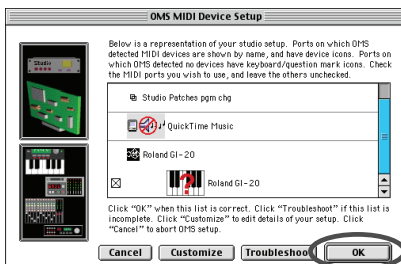 OMS MIDI Device Setup
Below is a representation of your studio setup. Ports on which OMS
detected MIDI devices are shown by name, and have device icons. Ports on
which OMS detected no devices have keyboard/question mark icons. Check
the MIDI ports you wish to use, and leave the others unchecked.
Studio Patches pgm chg
QuickTime Music
Roland GI-20
Roland GI-20
Click "OK" when this list is correct. Click "Troubleshoot" if this list is
incomplete. Click "Customize" to edit details of your setup. Click
"Cancel" to abort OMS setup.
Cancel Customize Troubleshoo OK